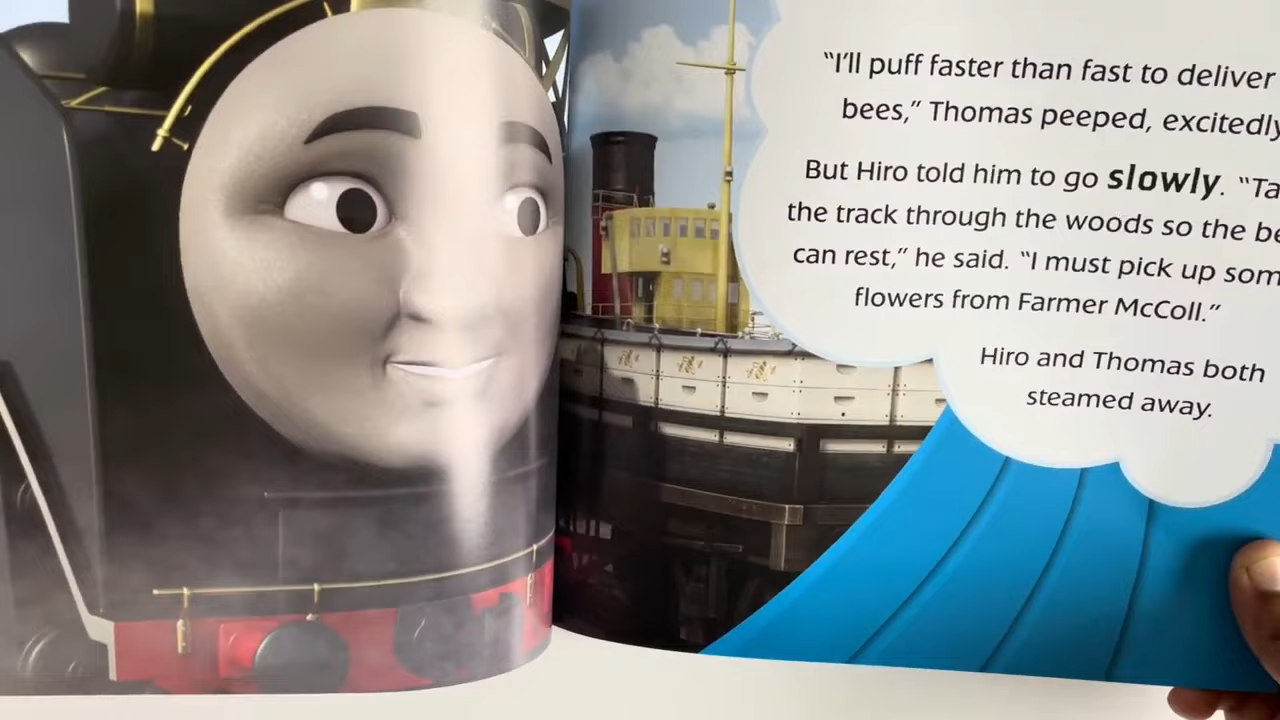 “I’ll puff faster than fast to deliver
bees,” Thomas peeped, excitedly
But Hiro told him to go slowly. “Ta
the track through the woods so the be
can rest,” he said. “I must pick up som
flowers from Farmer McColl.”
Hiro and Thomas both
steamed away.